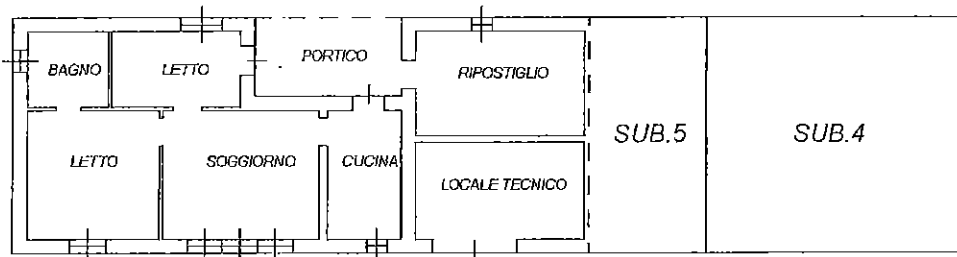 PORTICO
BAGNO
LETTO
RIPOSTIGLIO
SUB.5
SUB.4
LETTO
SOGGIORNO
CUCINA
LOCALE TECNICO